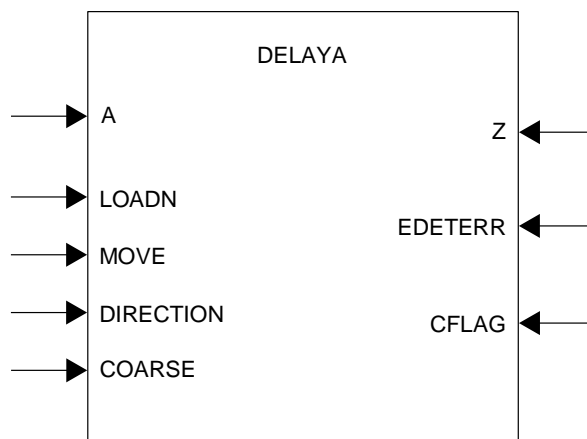 DELAYA
A
Z
LOADN
EDETERR
MOVE
DIRECTION
CFLAG
COARSE